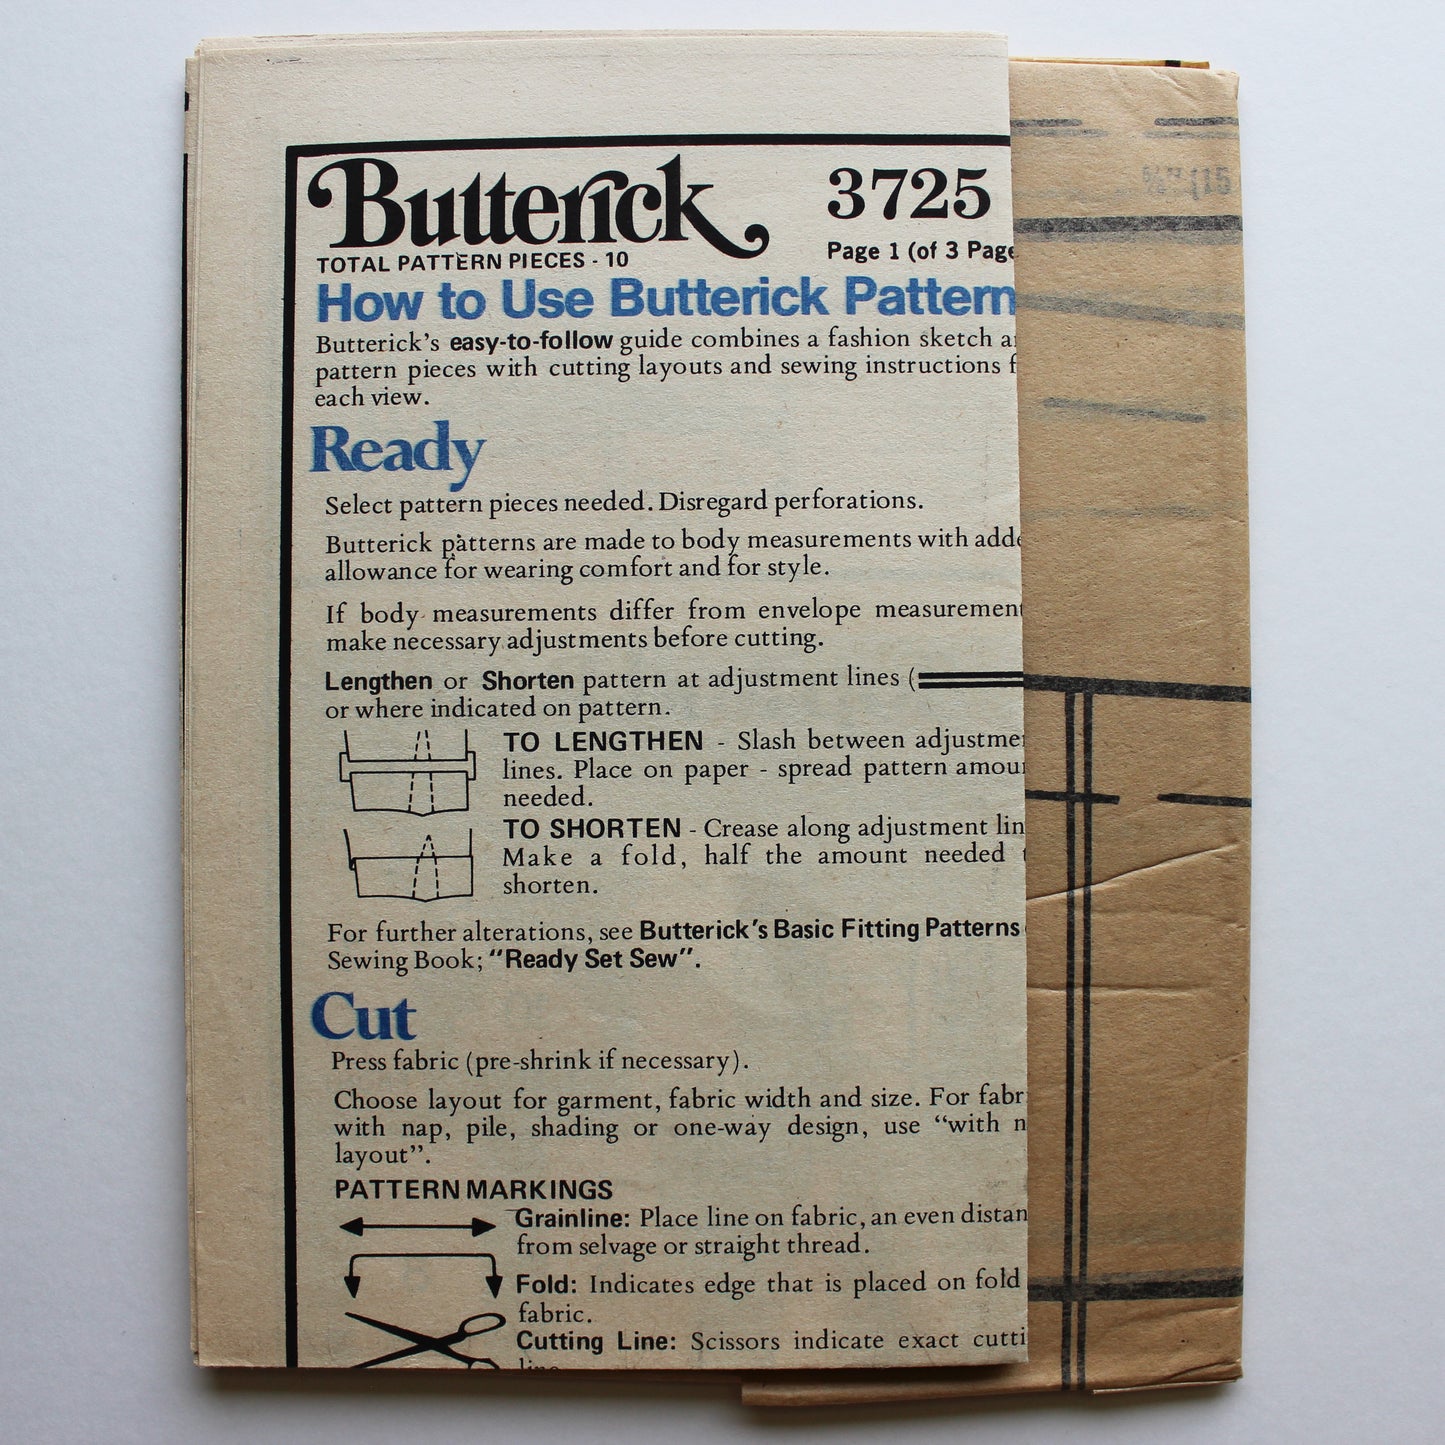 Butterick
3725
TOTAL PATTERN PIECES - 10
Page 1 (of 3 Page
How to Use Butterick Pattern
Butterick's easy-to-follow guide combines a fashion sketch a
pattern pieces with cutting layouts and sewing instructions f
each view.
Ready
Select pattern pieces needed. Disregard perforations.
Butterick patterns are made to body measurements with adde
allowance for wearing comfort and for style.
If body measurements differ from envelope measurement
make necessary adjustments before cutting.
Lengthen or Shorten pattern at adjustment lines (
or where indicated on pattern.
TO LENGTHEN - Slash between adjustme
lines. Place on paper - spread pattern amou
needed.
TO SHORTEN - Crease along adjustment lin
Make a fold, half the amount needed t
shorten.
For further alterations, see Butterick's Basic Fitting Patterns
Sewing Book; "Ready Set Sew".
Cut
Press fabric (pre-shrink if necessary).
Choose layout for garment, fabric width and size. For fabr
with nap, pile, shading or one-way design, use "with n
layout".
PATTERN MARKINGS
Grainline: Place line on fabric, an even distan
from selvage or straight thread.
Fold: Indicates edge that is placed on fold
fabric.
Cutting Line: Scissors indicate exact cutti
line.
5/8" (15